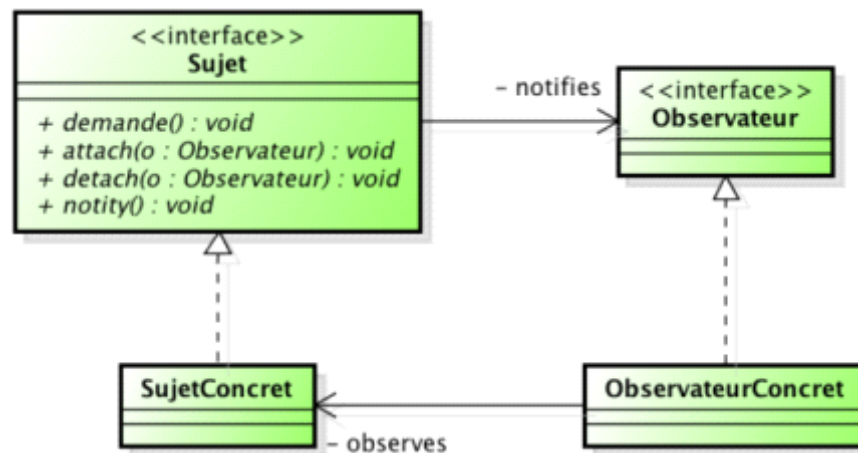 <<interface>>
Sujet
+ demande() : void
+ attach(o : Observateur) : void
+ detach(o : Observateur) : void
+ notity() : void
- notifies
<<interface>>
Observateur
SujetConcret
ObservateurConcret
- observes